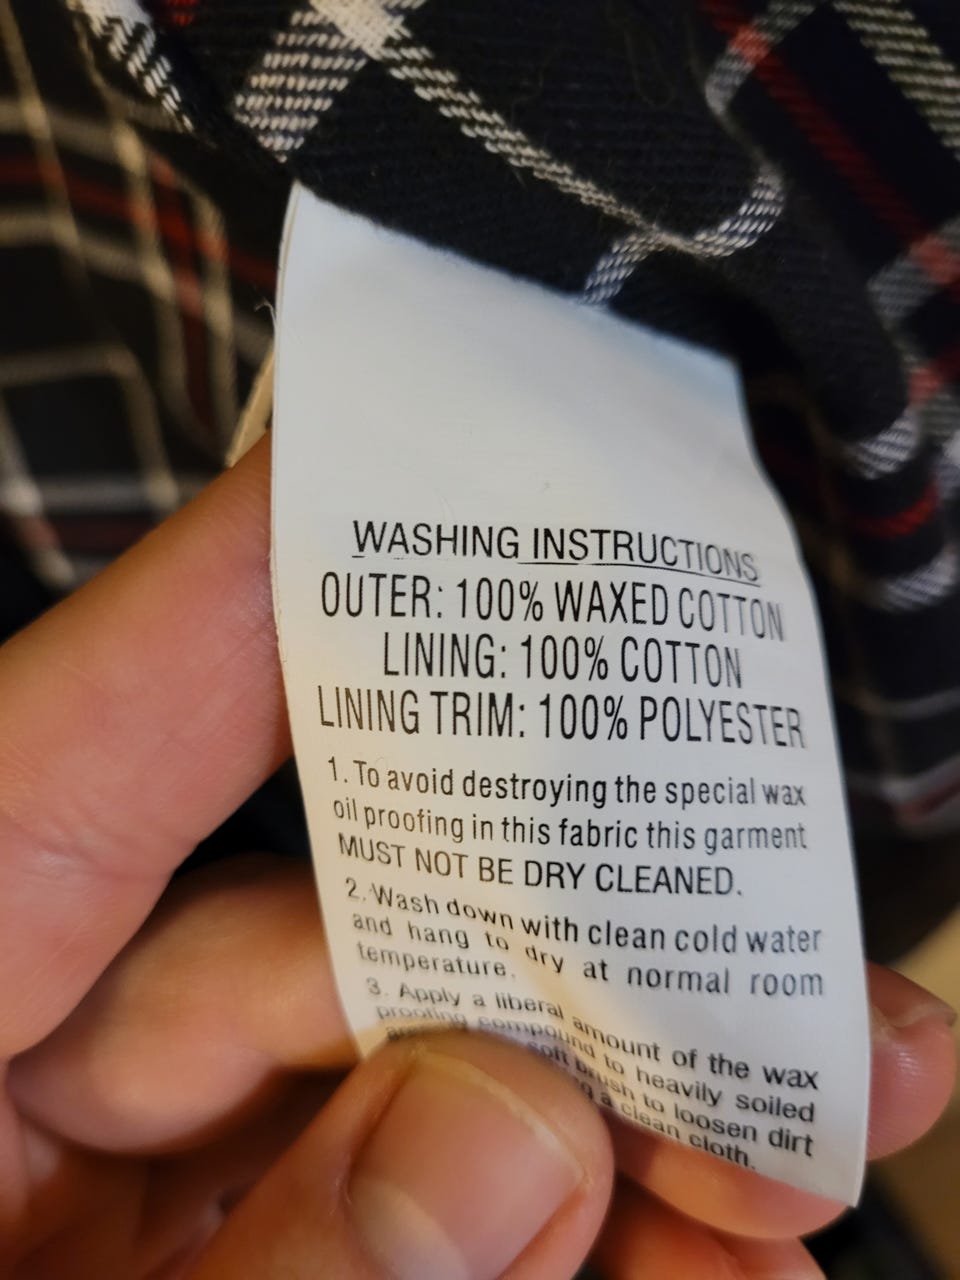 WASHING INSTRUCTIONS
OUTER: 100% WAXED COTTON
LINING: 100% COTTON
LINING TRIM: 100% POLYESTER
1. To avoid destroying the special wax
oil proofing in this fabric this garment
MUST NOT BE DRY CLEANED.
2. Wash down with clean cold water
and hang to dry at normal room
temperature.
3. Apply a liberal amount of the wax
proofing compound to heavily soiled
soft brush to loosen dirt
a clean cloth.